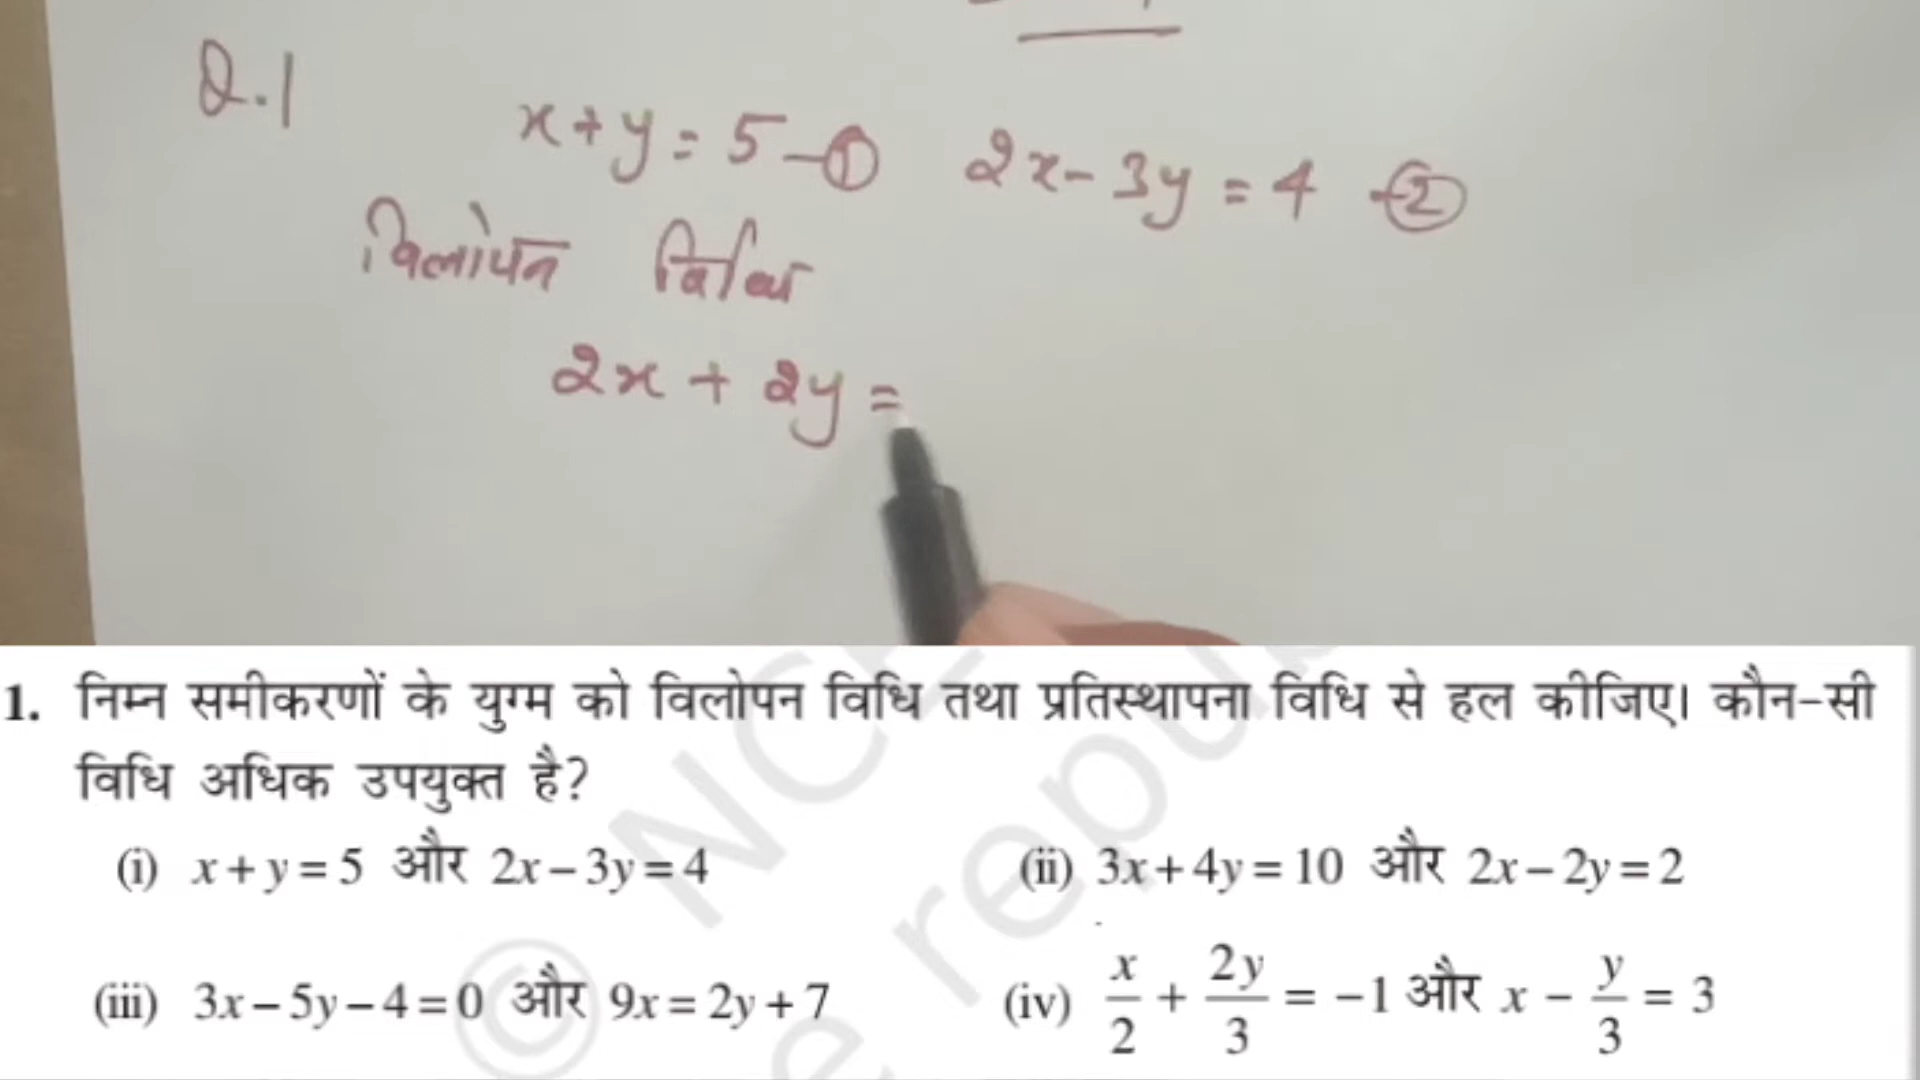 Q.1
x+y=5-① 2x-3y=4 -②
विलोपन विधि
2x + 2y=
1. निम्न समीकरणों के युग्म को विलोपन विधि तथा प्रतिस्थापना विधि से हल कीजिए। कौन-सी
विधि अधिक उपयुक्त है?
(i) x+y=5 और 2x-3y=4 (ii) 3x+4y=10 और 2x-2y=2
(iii) 3x-5y-4=0 और 9x=2y+7 (iv) x/2 + 2y/3 = -1 और x - y/3 = 3